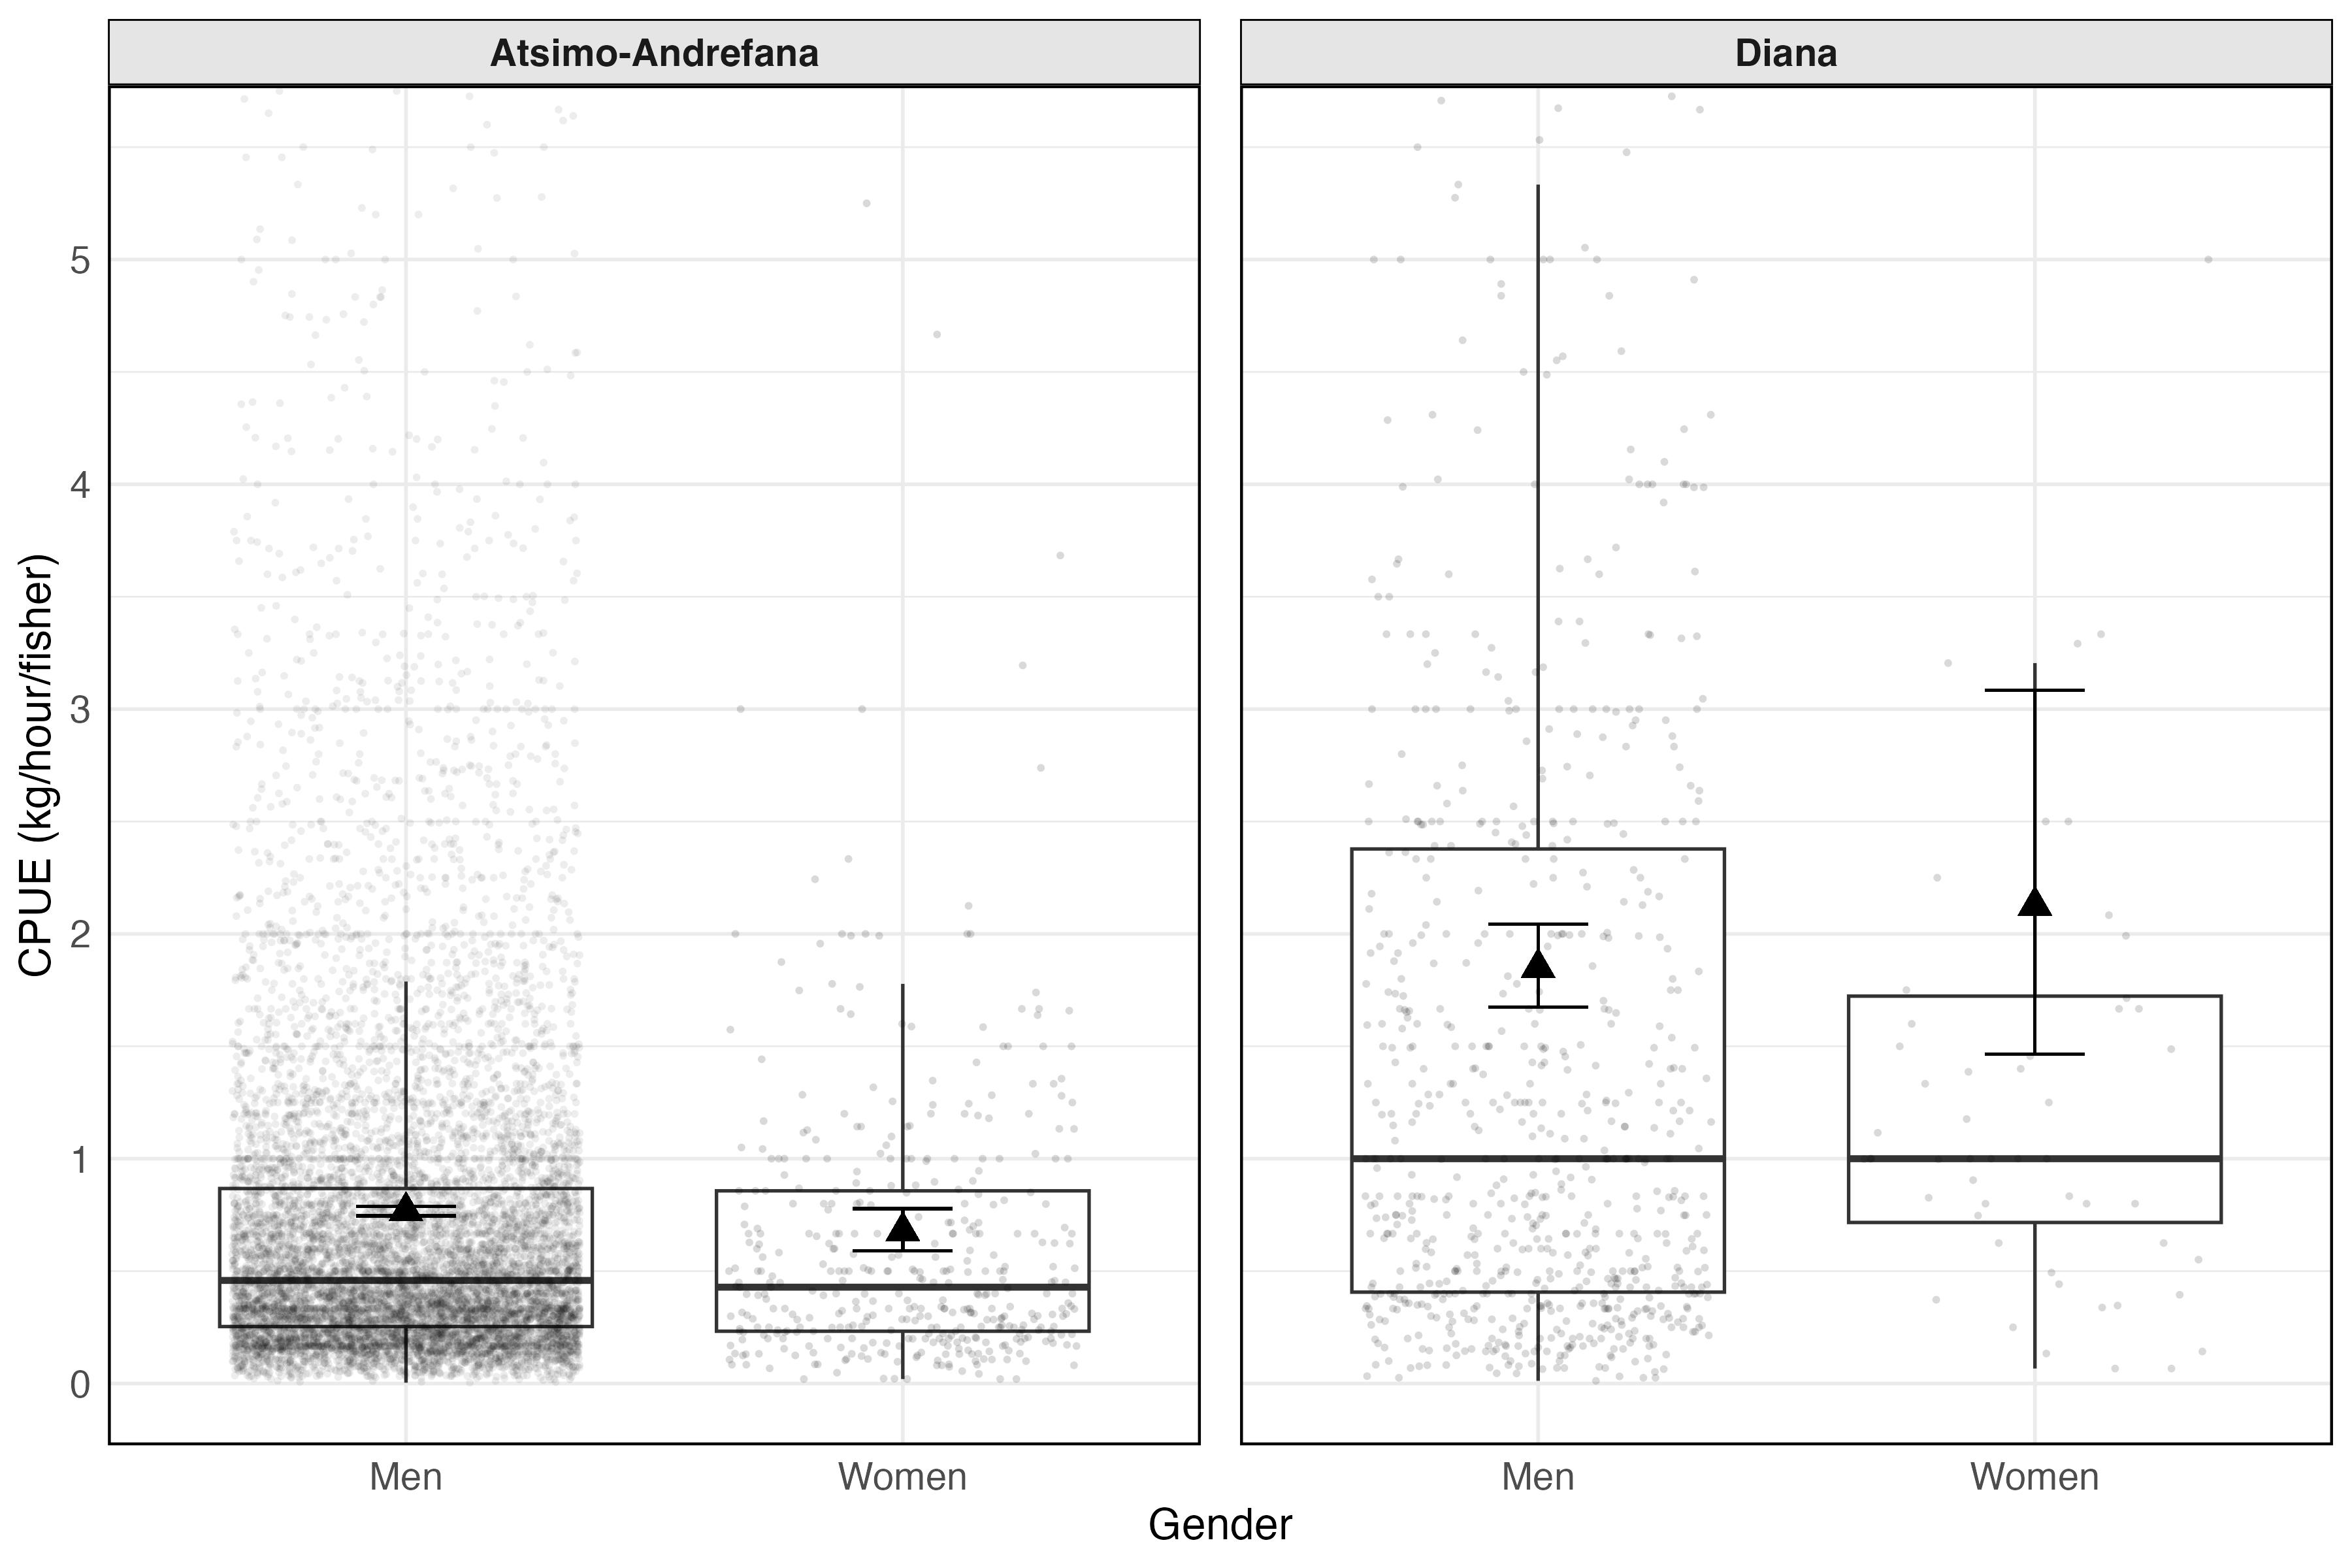 Atsimo-Andrefana
Diana
CPUE (kg/hour/fisher)
5
4
3
2
1
0
Men
Women
Men
Women
Gender